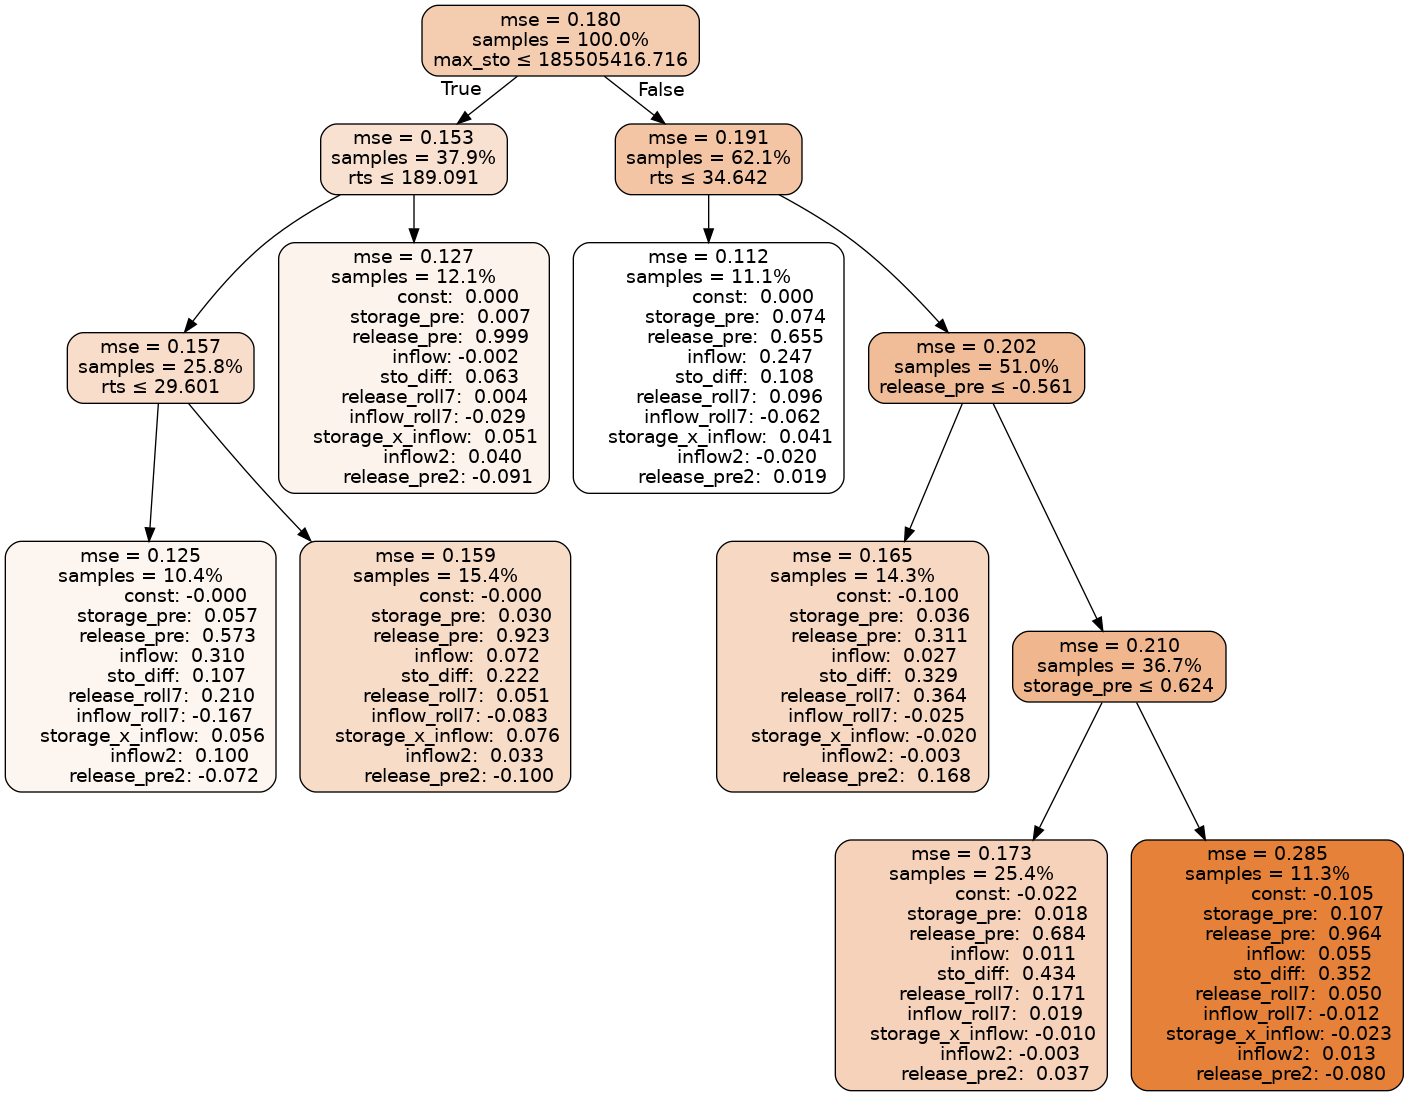 mse = 0.180
samples = 100.0%
max_sto ≤ 185505416.716
True
False
mse = 0.153
samples = 37.9%
rts ≤ 189.091
mse = 0.191
samples = 62.1%
rts ≤ 34.642
mse = 0.157
samples = 25.8%
rts ≤ 29.601
mse = 0.127
samples = 12.1%
const: 0.000
storage_pre: 0.007
release_pre: 0.999
inflow: -0.002
sto_diff: 0.063
release_roll7: 0.004
inflow_roll7: -0.029
storage_x_inflow: 0.051
inflow2: 0.040
release_pre2: -0.091
mse = 0.112
samples = 11.1%
const: 0.000
storage_pre: 0.074
release_pre: 0.655
inflow: 0.247
sto_diff: 0.108
release_roll7: 0.096
inflow_roll7: -0.062
storage_x_inflow: 0.041
inflow2: -0.020
release_pre2: 0.019
mse = 0.202
samples = 51.0%
release_pre ≤ -0.561
mse = 0.125
samples = 10.4%
const: -0.000
storage_pre: 0.057
release_pre: 0.573
inflow: 0.310
sto_diff: 0.107
release_roll7: 0.210
inflow_roll7: -0.167
storage_x_inflow: 0.056
inflow2: 0.100
release_pre2: -0.072
mse = 0.159
samples = 15.4%
const: -0.000
storage_pre: 0.030
release_pre: 0.923
inflow: 0.072
sto_diff: 0.222
release_roll7: 0.051
inflow_roll7: -0.083
storage_x_inflow: 0.076
inflow2: 0.033
release_pre2: -0.100
mse = 0.165
samples = 14.3%
const: -0.100
storage_pre: 0.036
release_pre: 0.311
inflow: 0.027
sto_diff: 0.329
release_roll7: 0.364
inflow_roll7: -0.025
storage_x_inflow: -0.020
inflow2: -0.003
release_pre2: 0.168
mse = 0.210
samples = 36.7%
storage_pre ≤ 0.624
mse = 0.173
samples = 25.4%
const: -0.022
storage_pre: 0.018
release_pre: 0.684
inflow: 0.011
sto_diff: 0.434
release_roll7: 0.171
inflow_roll7: 0.019
storage_x_inflow: -0.010
inflow2: -0.003
release_pre2: 0.037
mse = 0.285
samples = 11.3%
const: -0.105
storage_pre: 0.107
release_pre: 0.964
inflow: 0.055
sto_diff: 0.352
release_roll7: 0.050
inflow_roll7: -0.012
storage_x_inflow: -0.023
inflow2: 0.013
release_pre2: -0.080